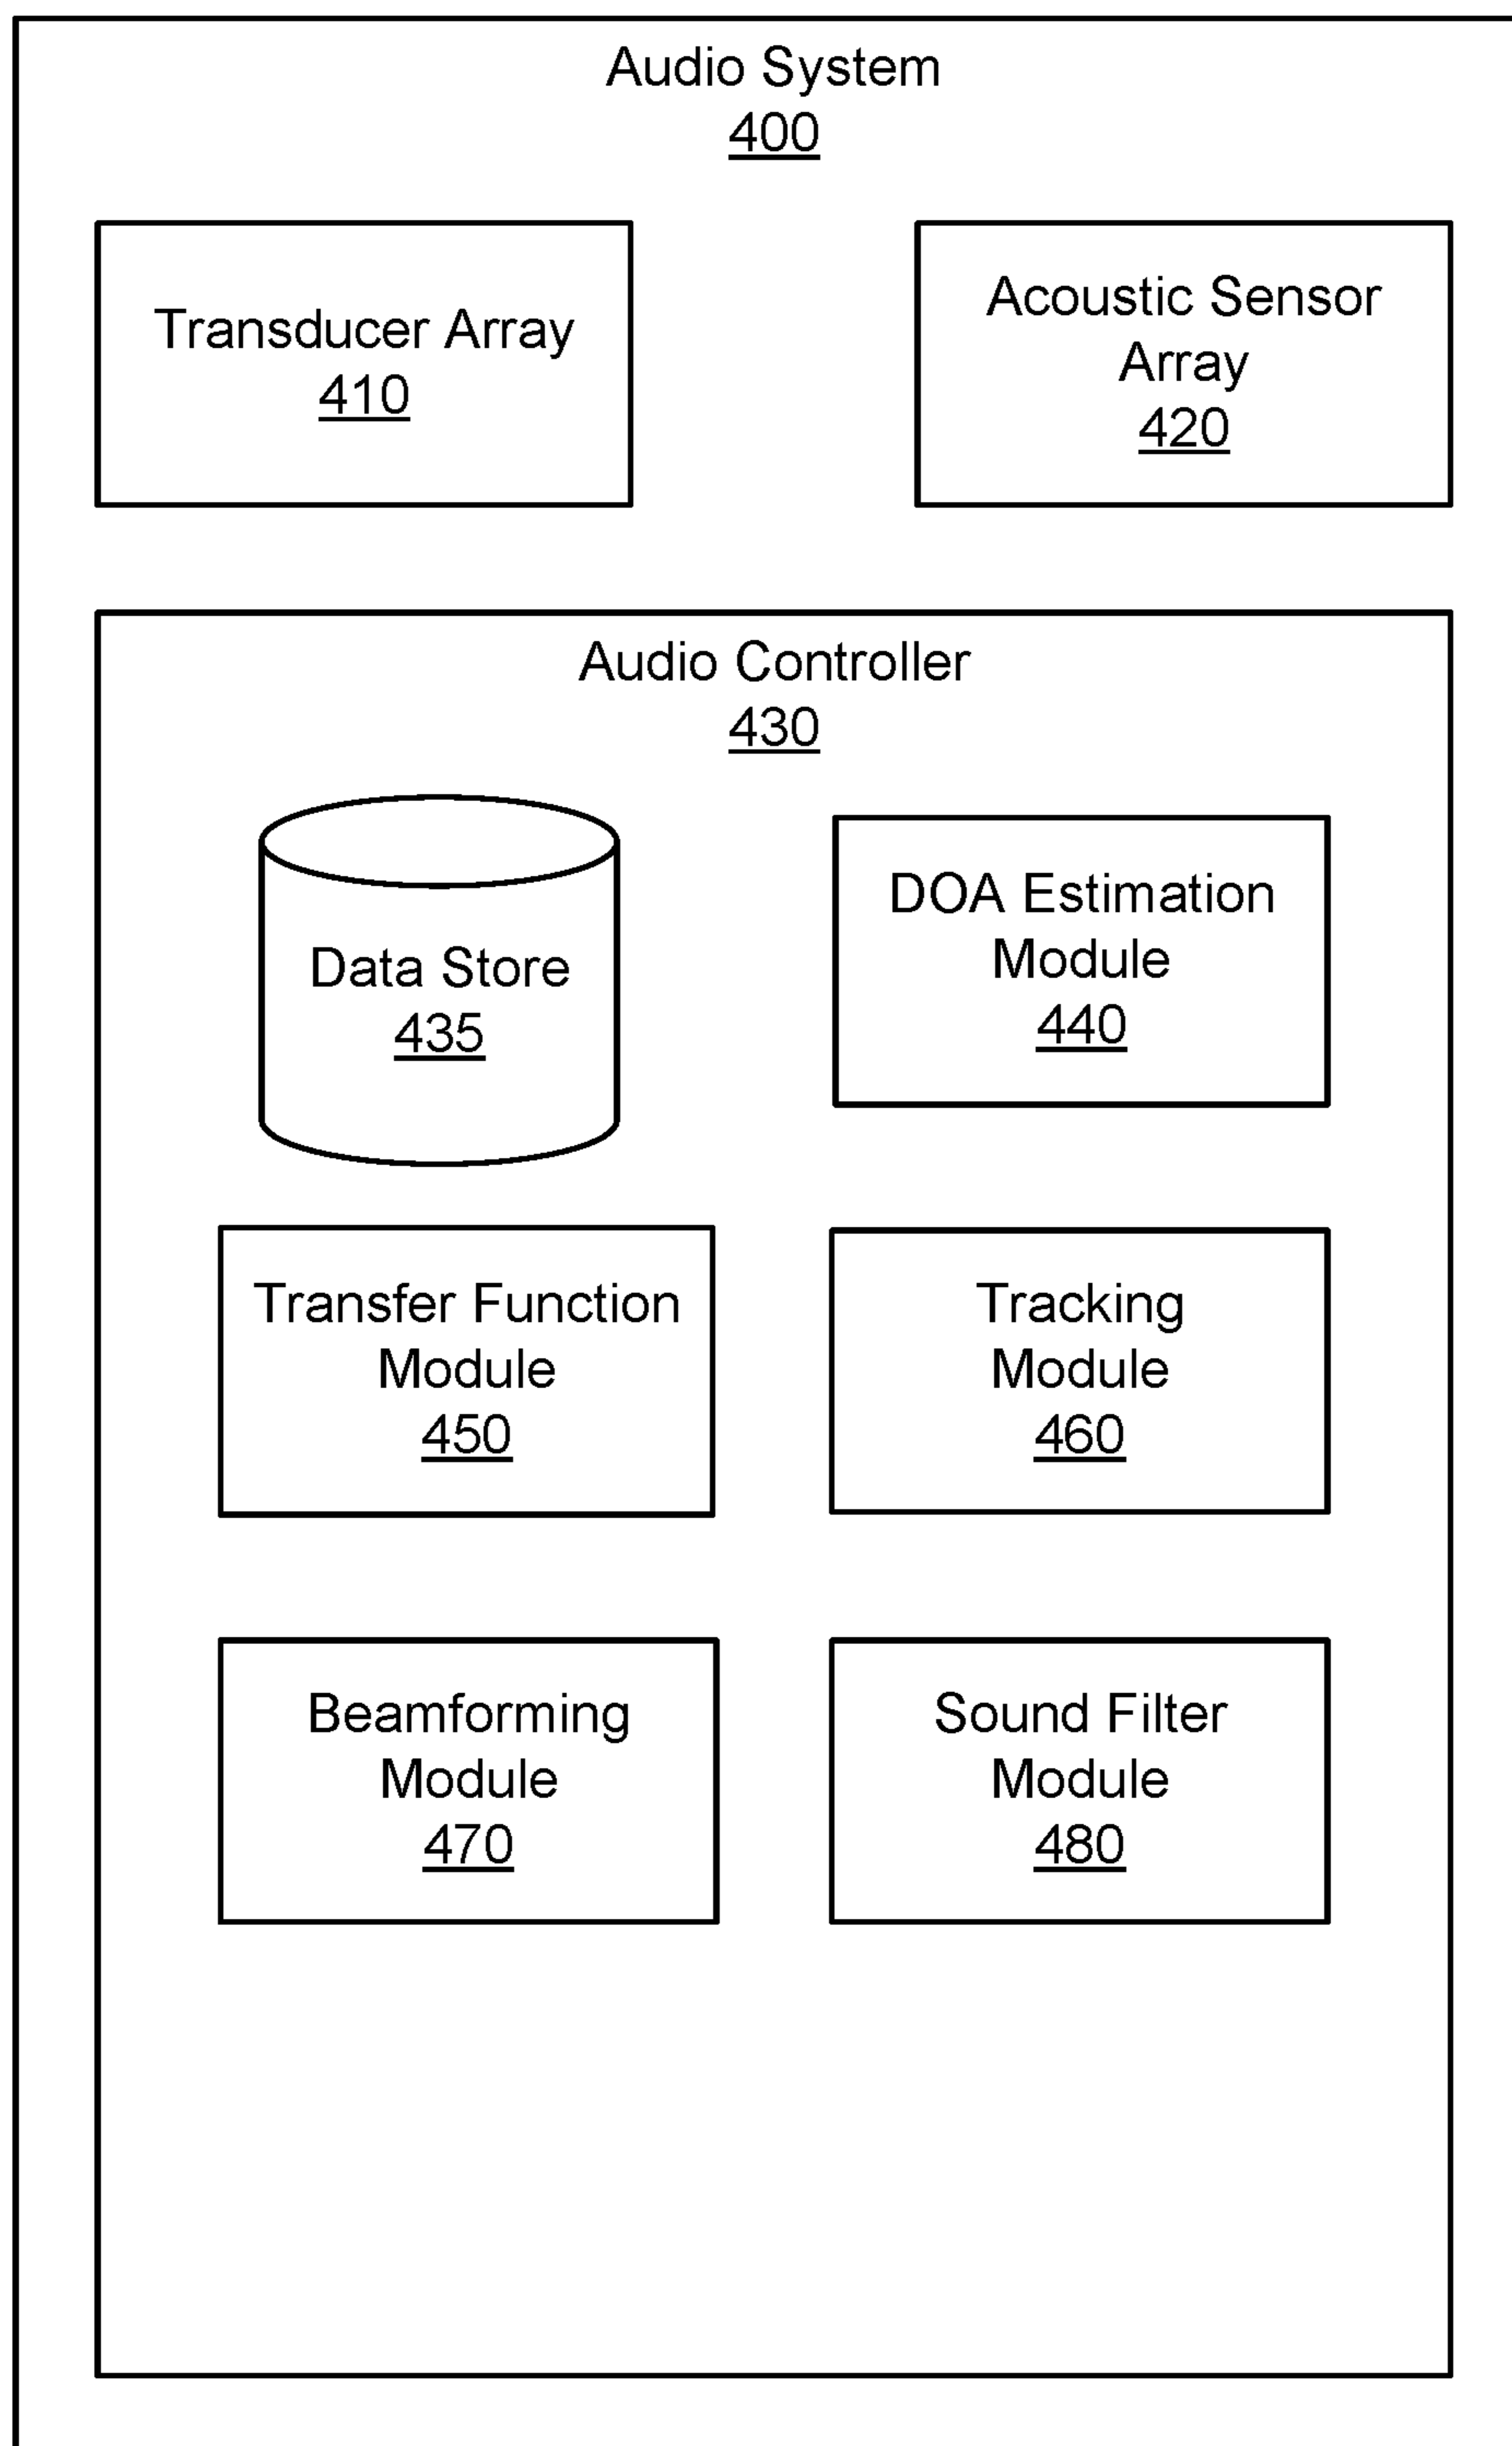 Audio System
400
Transducer Array
410
Acoustic Sensor
Array
420
Audio Controller
430
Data Store
435
DOA Estimation
Module
440
Transfer Function
Module
450
Tracking
Module
460
Beamforming
Module
470
Sound Filter
Module
480